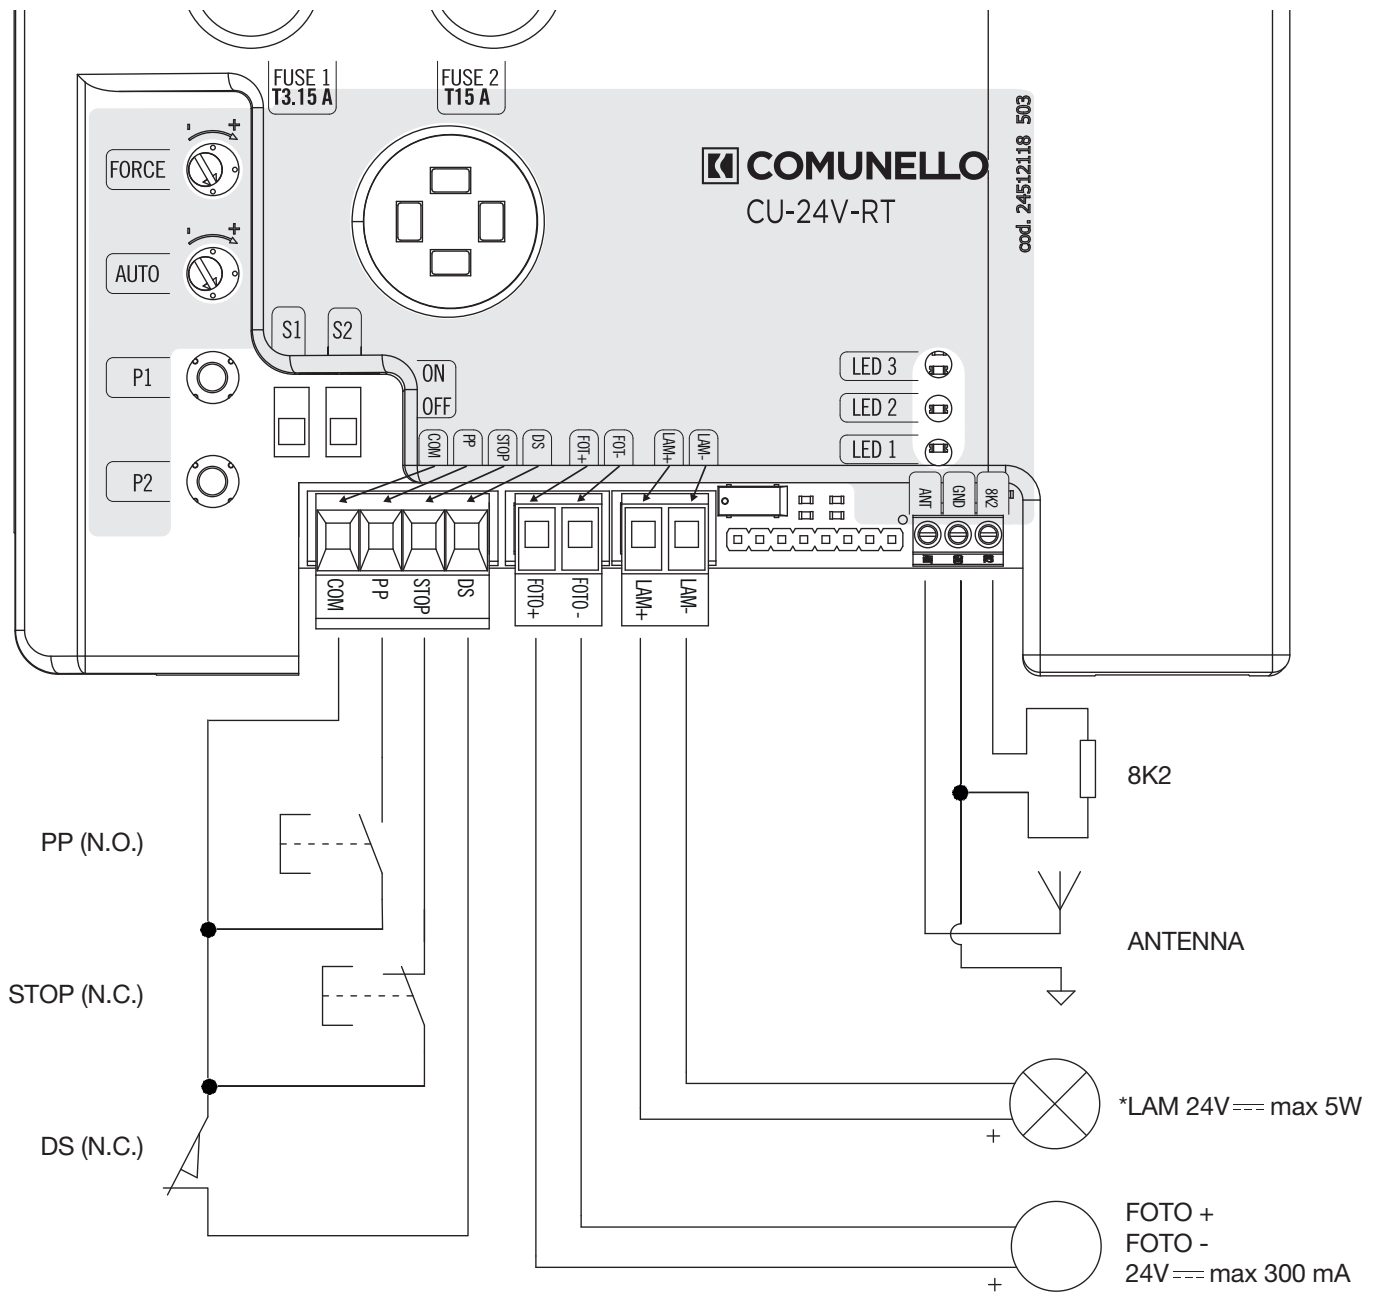 FUSE 1
T3.15 A
FUSE 2
T15 A
cod. 24512118 503
- +
FORCE
COMUNELLO
CU-24V-RT
- +
AUTO
S1 S2
P1
ON
OFF
LED 3
LED 2
LED 1
COM PP STOP DS FOT+ FOT- LAM+ LAM-
P2
ANT GND 8K2
COM PP STOP DS FOTO+ FOTO - LAM+ LAM-
8K2
PP (N.O.)
ANTENNA
STOP (N.C.)
*LAM 24V⎓ max 5W
+
DS (N.C.)
FOTO +
FOTO -
24V⎓ max 300 mA
+